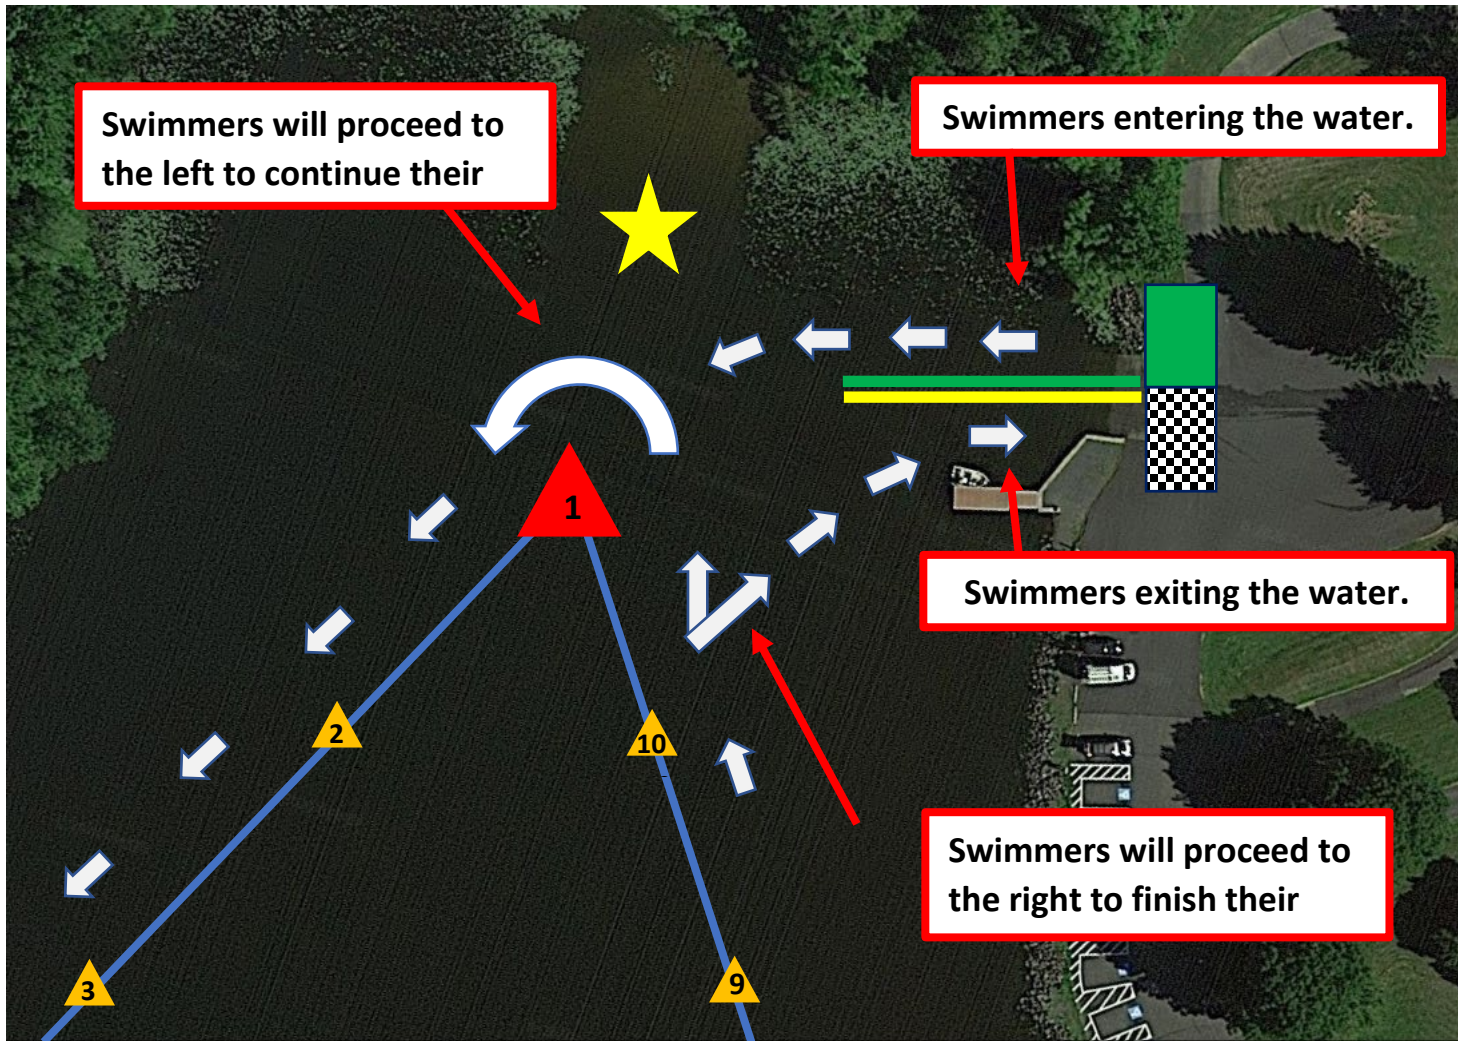 Swimmers will proceed to
the left to continue their
Swimmers entering the water.
1
Swimmers exiting the water.
2
10
Swimmers will proceed to
the right to finish their
3
9